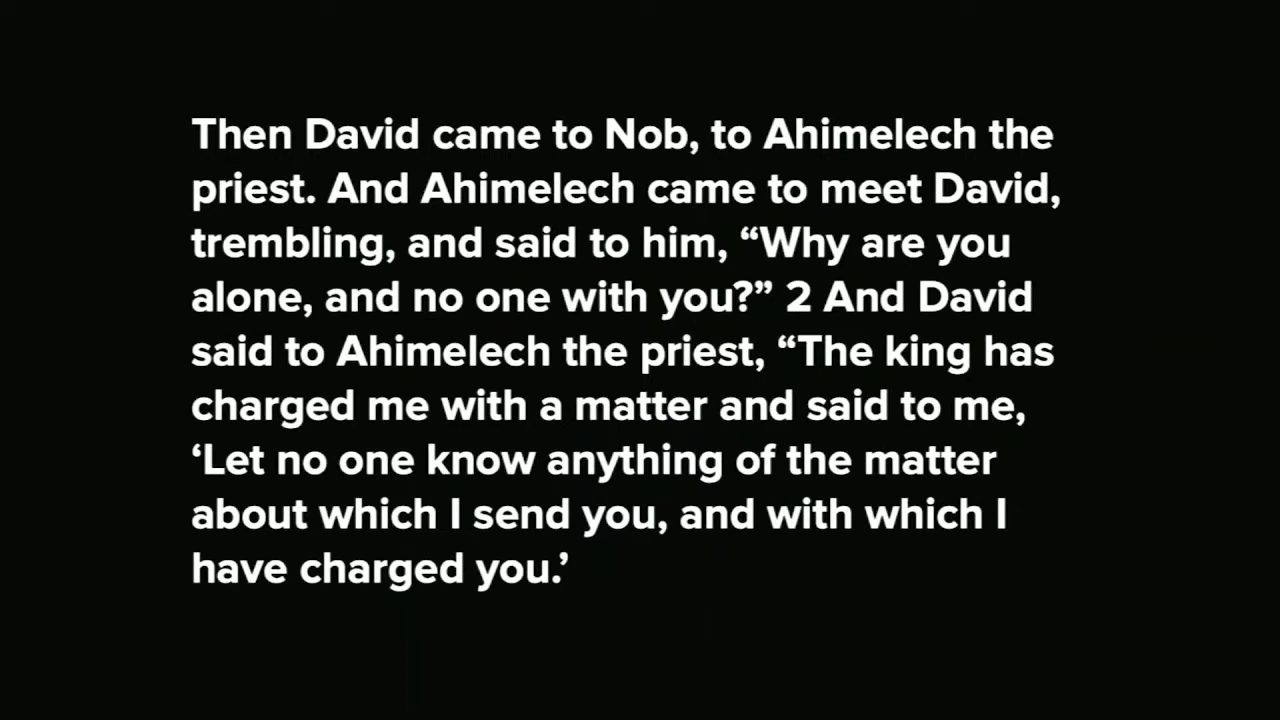 Then David came to Nob, to Ahimelech the
priest. And Ahimelech came to meet David,
trembling, and said to him, “Why are you
alone, and no one with you?” 2 And David
said to Ahimelech the priest, “The king has
charged me with a matter and said to me,
‘Let no one know anything of the matter
about which I send you, and with which I
have charged you.’